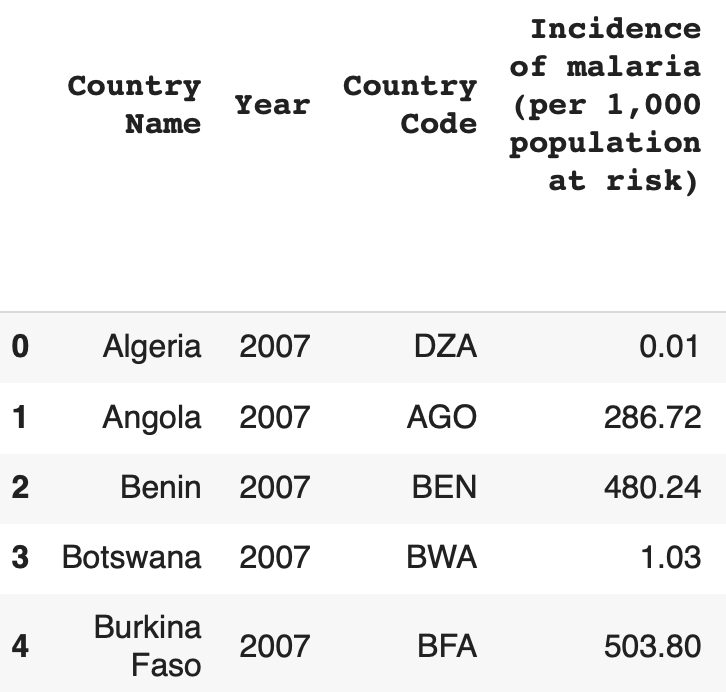 Country Name Year Country Code Incidence of malaria (per 1,000 population at risk)
0 Algeria 2007 DZA 0.01
1 Angola 2007 AGO 286.72
2 Benin 2007 BEN 480.24
3 Botswana 2007 BWA 1.03
4 Burkina Faso 2007 BFA 503.80